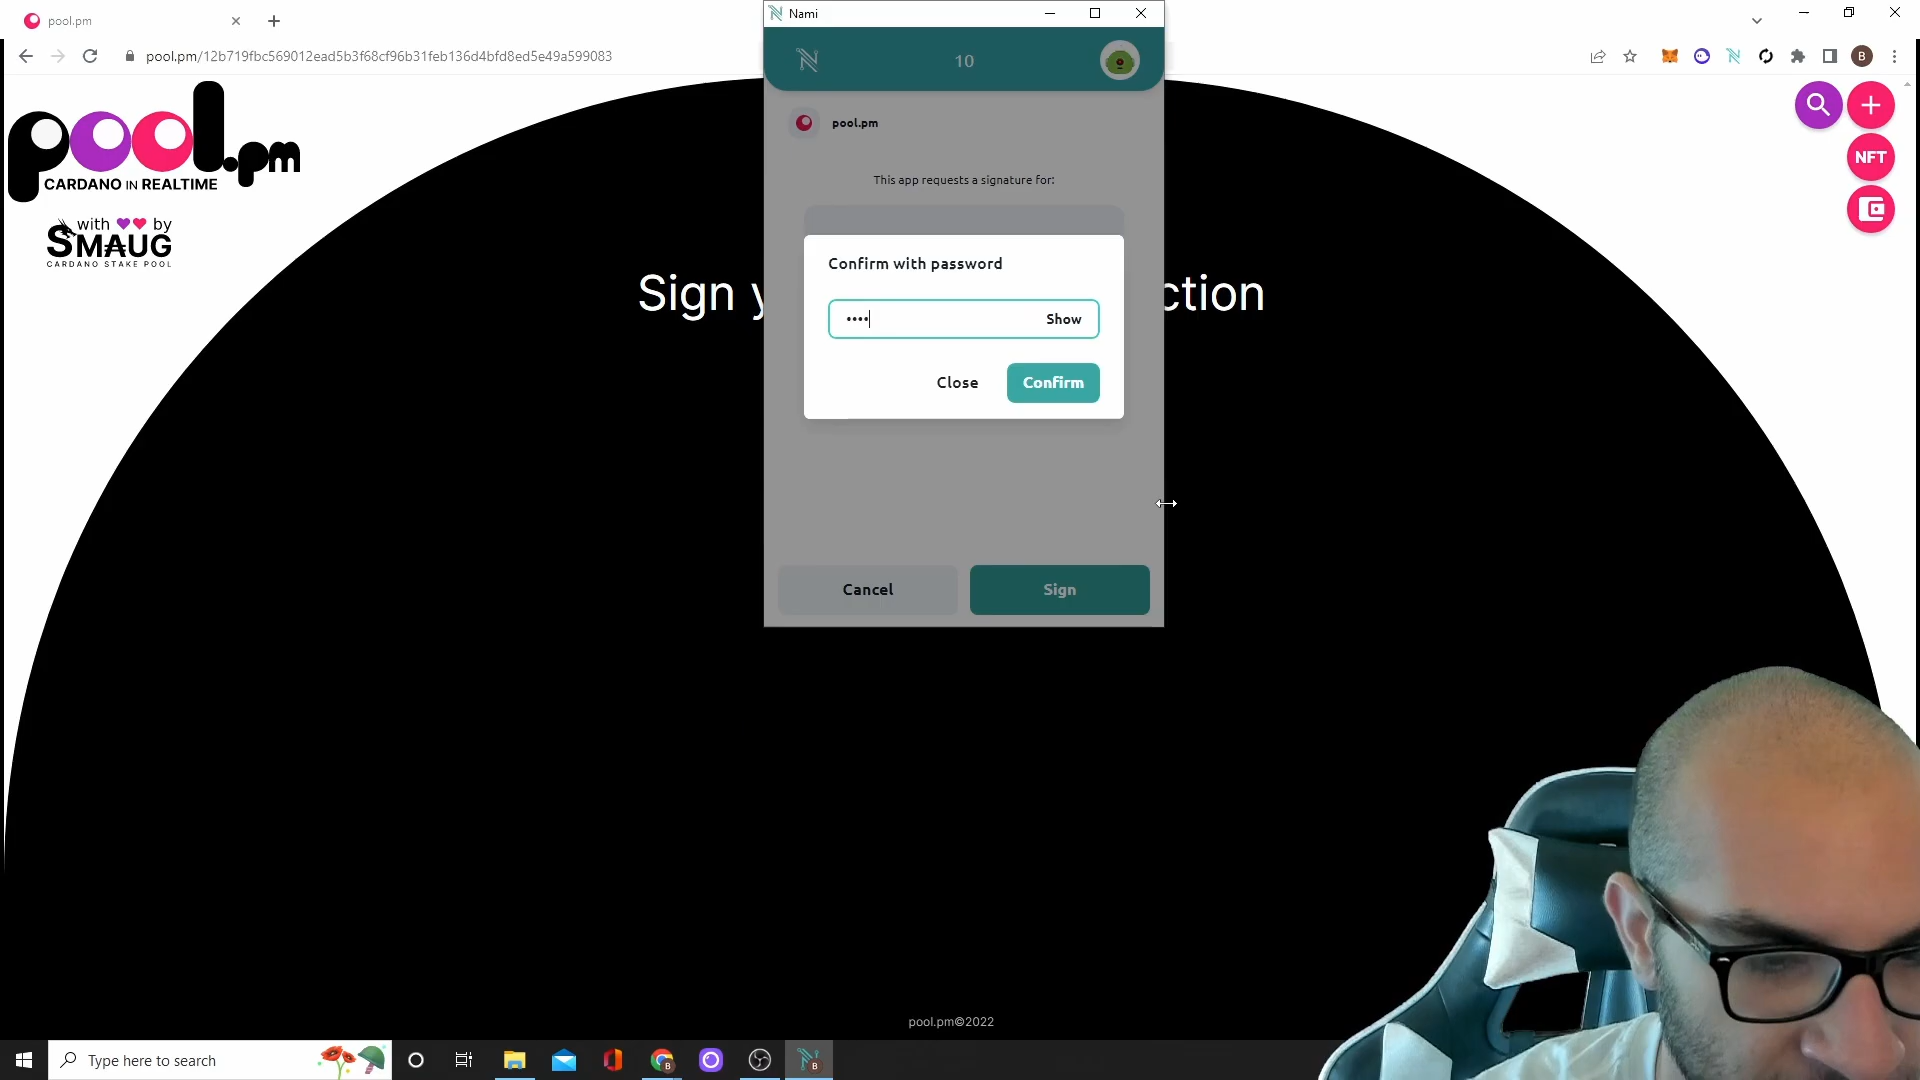 pool.pm
pool.pm/12b719fbc569012ead5b3f68cf96b31feb136d4bfd8ed5e49a599083
B
pool.pm
CARDANO IN REALTIME
with by
SMAUG
CARDANO STAKE POOL
NFT
Nami
10
pool.pm
This app requests a signature for:
Confirm with password
••••
Show
Close
Confirm
Cancel
Sign
Sign y
ction
pool.pm©2022
Type here to search
B
B